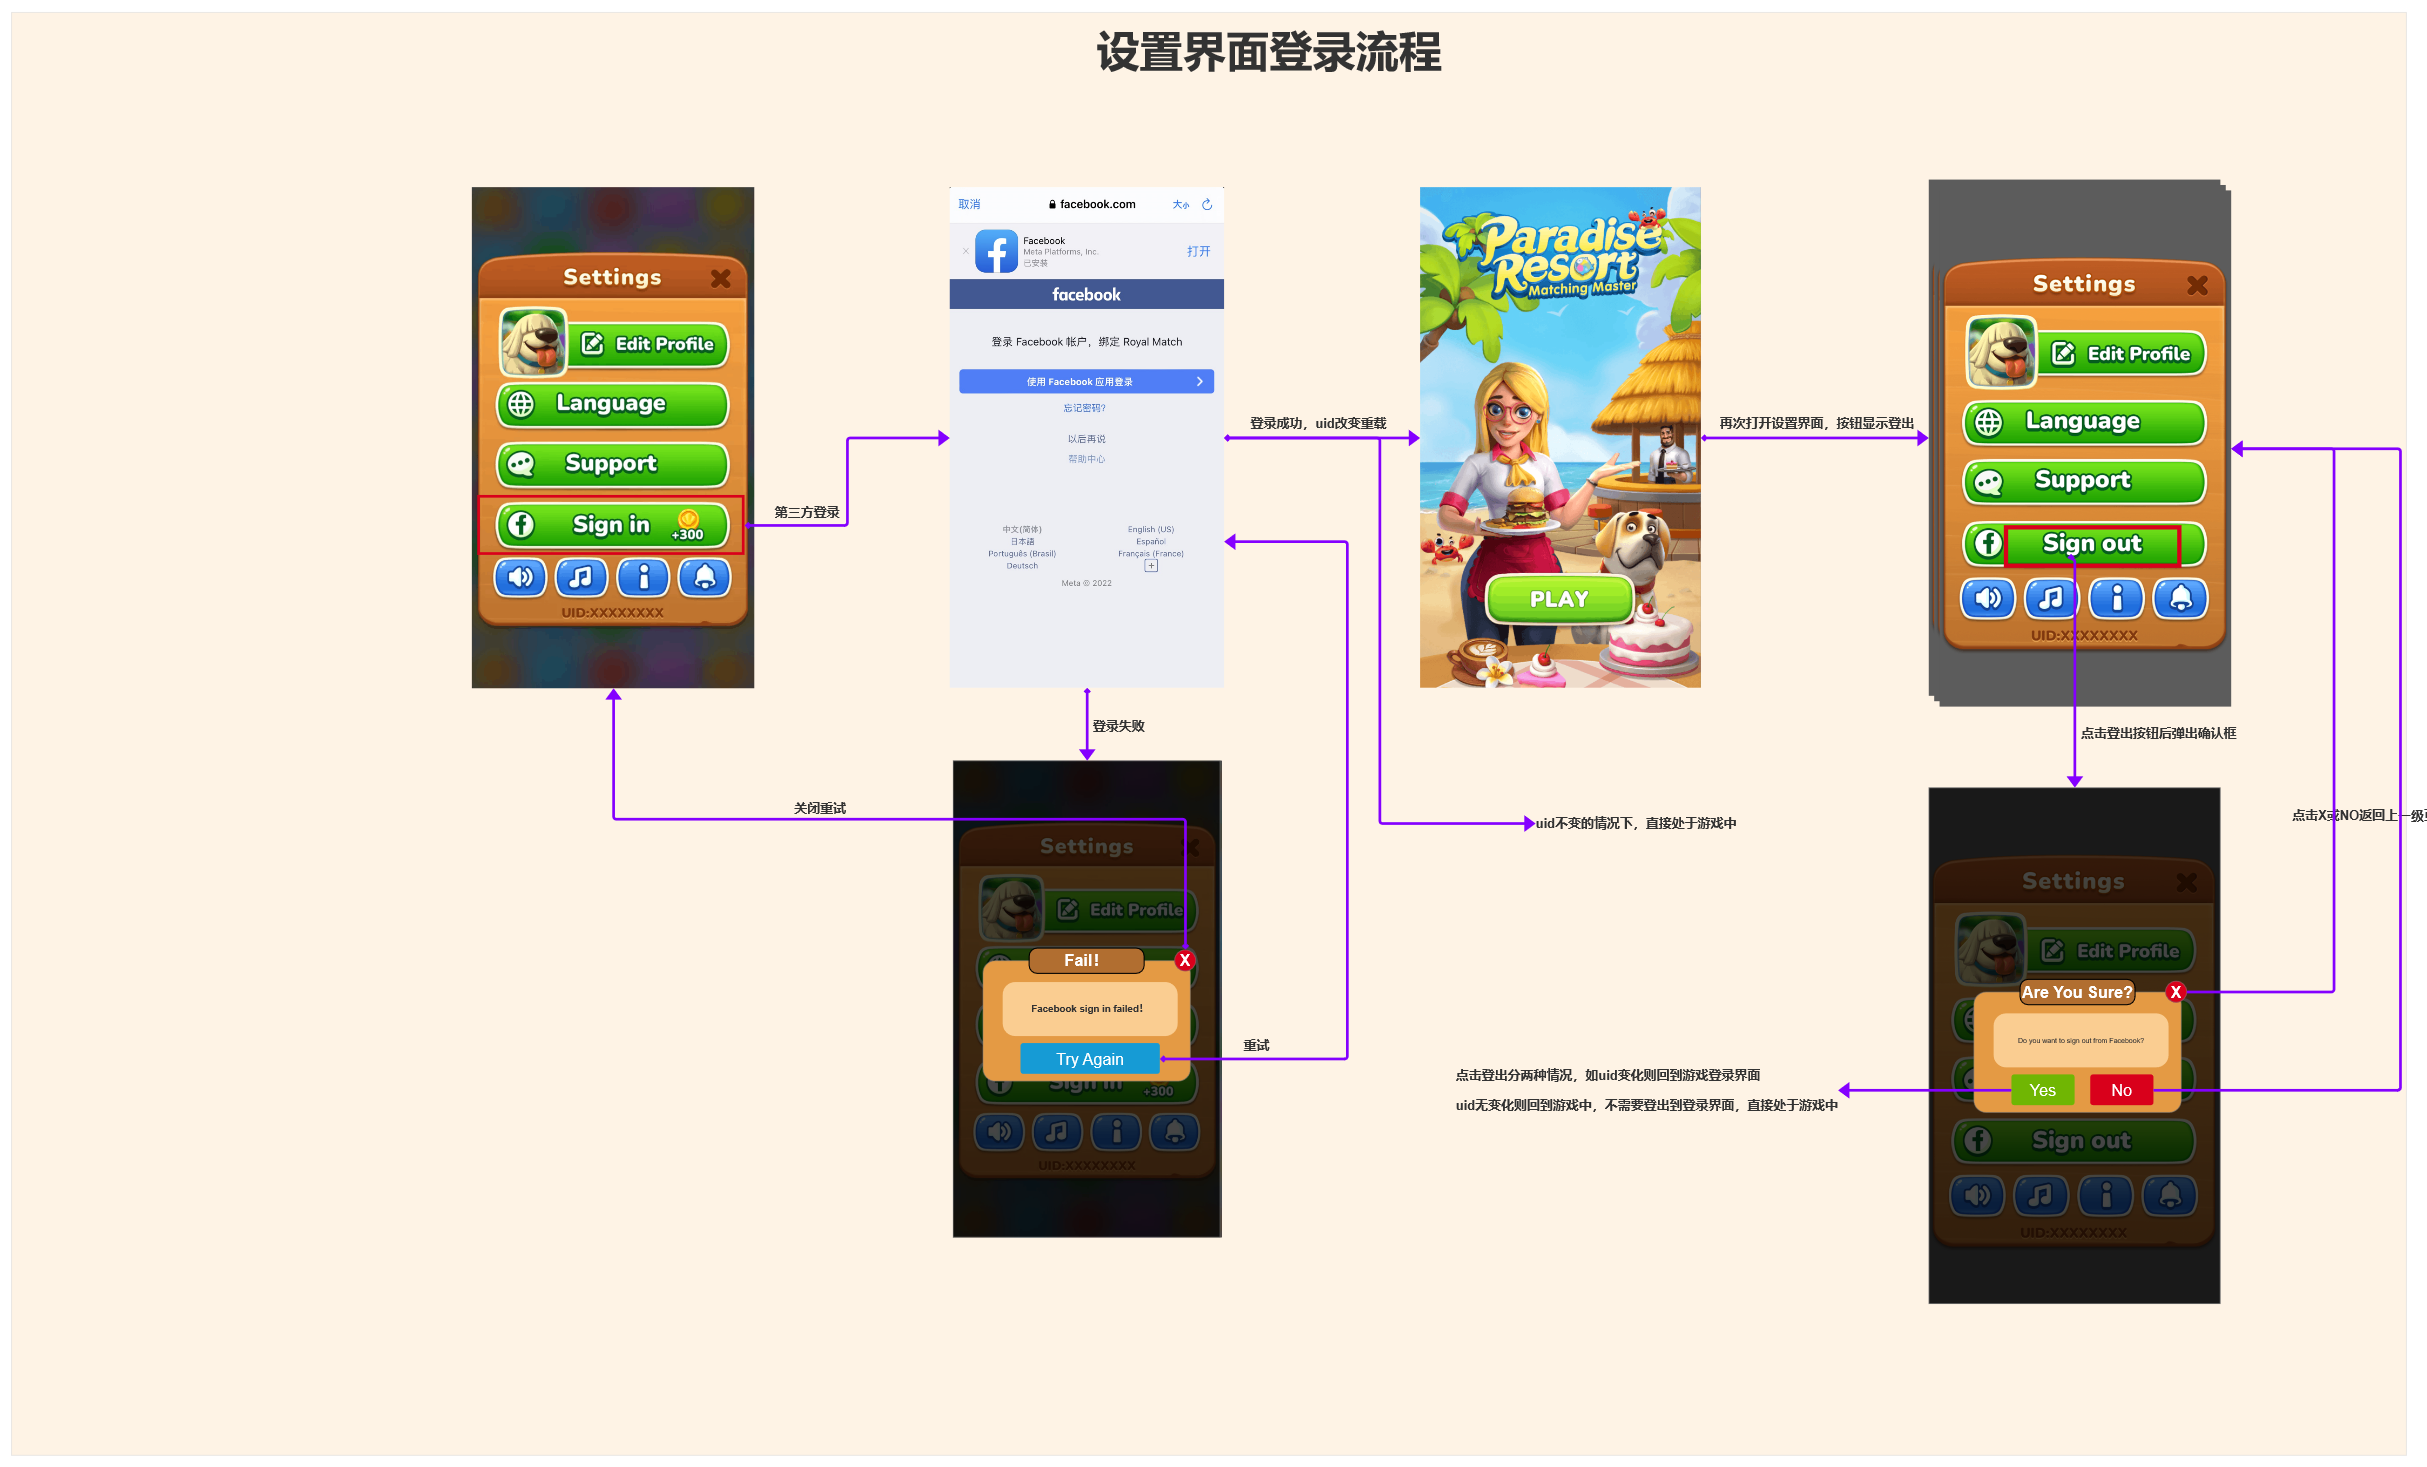 设置界面登录流程
Settings
Edit Profile
Language
Support
Sign in
+300
UID:XXXXXXXX
第三方登录
取消
facebook.com
大小
Facebook
Meta Platforms, Inc.
已安装
打开
facebook
登录 Facebook 帐户，绑定 Royal Match
使用 Facebook 应用登录
忘记密码?
以后再说
帮助中心
中文(简体)
English (US)
日本語
Español
Português (Brasil)
Français (France)
Deutsch
Meta © 2022
登录成功，uid改变重载
Paradise
Resort
Matching Master
PLAY
再次打开设置界面，按钮显示登出
Settings
Edit Profile
Language
Support
Sign out
UID:XXXXXXXX
登录失败
点击登出按钮后弹出确认框
关闭重试
uid不变的情况下，直接处于游戏中
点击X或NO返回上一级
Settings
Edit Profile
Fail!
X
Facebook sign in failed!
Try Again
Sign in
+300
UID:XXXXXXXX
重试
点击登出分两种情况，如uid变化则回到游戏登录界面
uid无变化则回到游戏中，不需要登出到登录界面，直接处于游戏中
Settings
Edit Profile
Are You Sure?
X
Do you want to sign out from Facebook?
Yes
No
Sign out
UID:XXXXXXXX